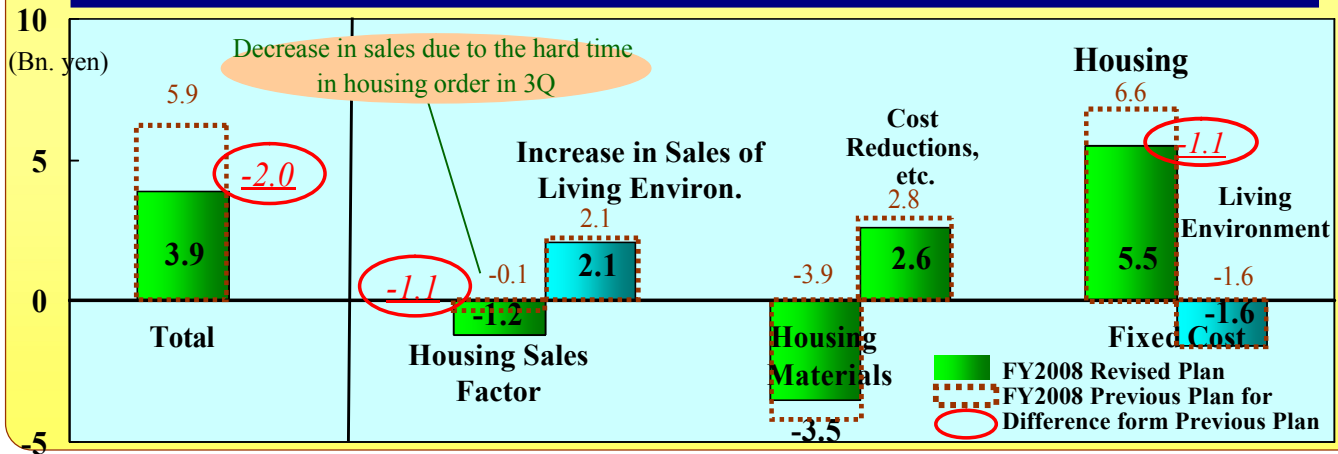 10
(Bn. yen)
5
0
-5
Decrease in sales due to the hard time
in housing order in 3Q
5.9
-2.0
3.9
Total
-1.1
-0.1
-1.2
Housing Sales
Factor
Increase in Sales of
Living Environ.
2.1
2.1
-3.9
Housing
Materials
-3.5
Cost
Reductions,
etc.
2.8
2.6
Housing
6.6
-1.1
5.5
Living
Environment
-1.6
-1.6
Fixed Cost
FY2008 Revised Plan
FY2008 Previous Plan for
Difference form Previous Plan